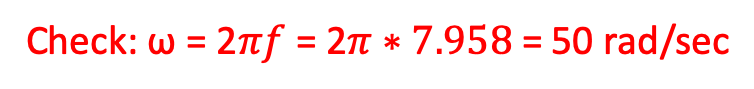 Check: ω = 2πf = 2π * 7.958 = 50 rad/sec